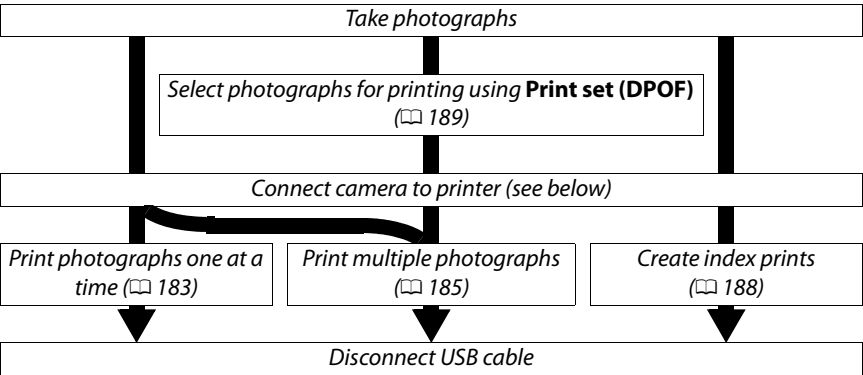 Take photographs
Select photographs for printing using Print set (DPOF)
(📖 189)
Connect camera to printer (see below)
Print photographs one at a
time (📖 183)
Print multiple photographs
(📖 185)
Create index prints
(📖 188)
Disconnect USB cable